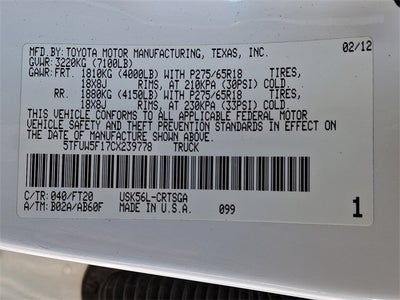 MFD.BY: TOYOTA MOTOR MANUFACTURING, TEXAS, INC. 02/12
GVWR: 3220KG (7100LB)
GAWR: FRT. 1810KG (4000LB) WITH P275/65R18 TIRES,
18X8J RIMS, AT 210KPA (30PSI) COLD
RR. 1880KG (4150LB) WITH P275/65R18 TIRES,
18X8J RIMS, AT 230KPA (33PSI) COLD
THIS VEHICLE CONFORMS TO ALL APPLICABLE FEDERAL MOTOR
VEHICLE SAFETY AND THEFT PREVENTION STANDARDS IN EFFECT ON
THE DATE OF MANUFACTURE SHOWN ABOVE.
5TFUW5F17CX239778 TRUCK
C/TR: 040/FT20 USK56L-CRTSGA
A/TM: B02A/AB60F MADE IN U.S.A. 099 1